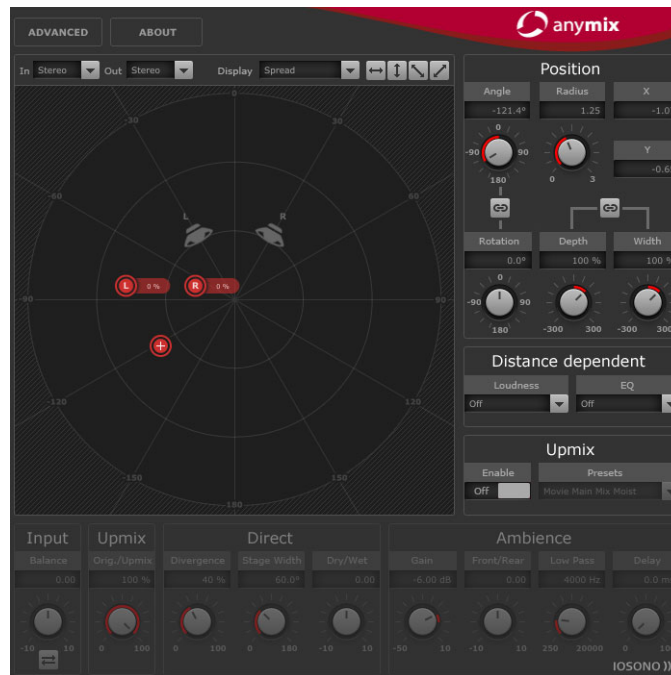 ADVANCED
ABOUT
anymix
In Stereo Out Stereo Display Spread
0
-30 30
-60 60
-90 90
-120 120
-150 150
-180
L R
L 0 % R 0 %
Position
Angle Radius X
-121.4° 1.25 -1.0
0
-90 90
180
0 3
Y
-0.6
Rotation Depth Width
0.0° 100 % 100 %
0
-90 90
180
-300 300
-300 300
Distance dependent
Loudness EQ
Off Off
Upmix
Enable Presets
Off Movie Main Mix Moist
Input Upmix Direct Ambience
Balance Orig./Upmix Divergence Stage Width Dry/Wet Gain Front/Rear Low Pass Delay
0.00 100 % 40 % 60.0° 0.00 -6.00 dB 0.00 4000 Hz 0.0 m
-10 10 0 100 0 100 0 180 -10 10 -50 10 -10 10 250 20000 0 10
IOSONO